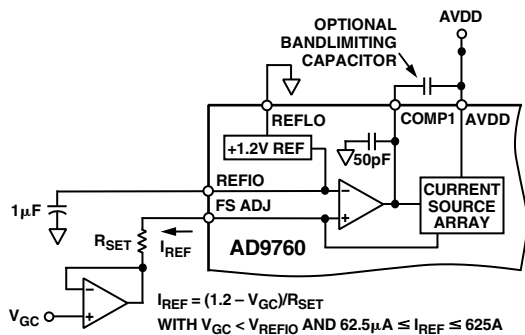 OPTIONAL
BANDLIMITING
CAPACITOR
AVDD
REFLO
COMP1
AVDD
+1.2V REF
50pF
REFIO
1µF
FS ADJ
CURRENT
SOURCE
ARRAY
RSET
IREF
AD9760
−
+
−
+
VGC
IREF = (1.2 – VGC)/RSET
WITH VGC < VREFIO AND 62.5µA ≤ IREF ≤ 625A